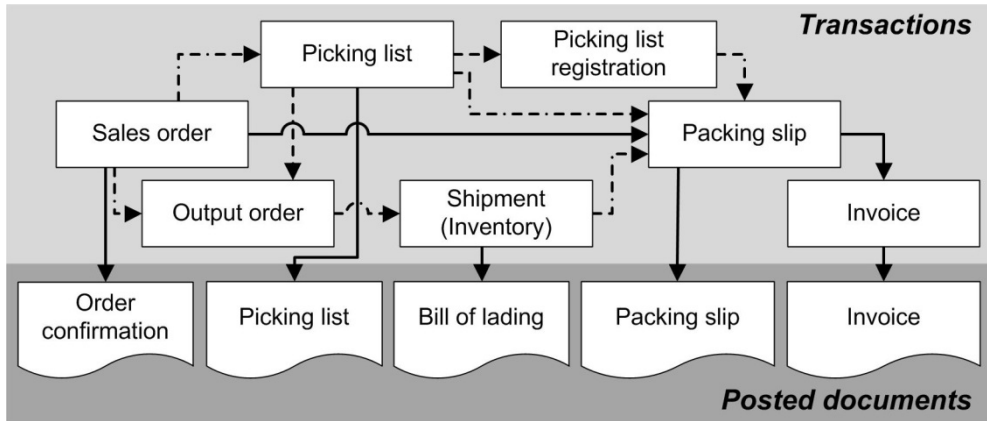 Transactions
Picking list
Picking list
registration
Sales order
Packing slip
Output order
Shipment
(Inventory)
Invoice
Order
confirmation
Picking list
Bill of lading
Packing slip
Invoice
Posted documents